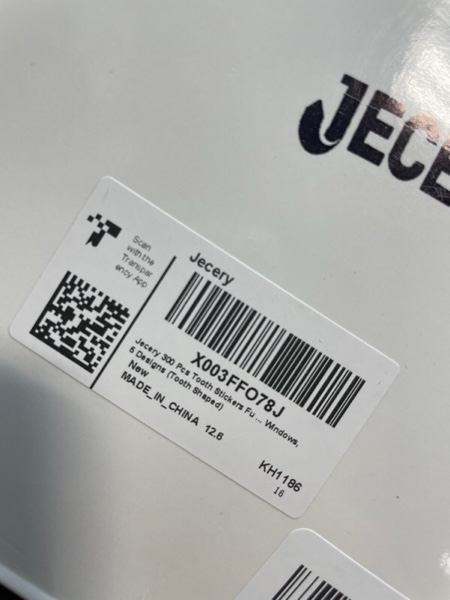 JECE
Scan
with the
Transpar
ency App
Jecery
X003FFO78J
Jecery 300 Pcs Tooth Stickers Fu ... Windows,
5 Designs (Tooth Shaped)
New
MADE_IN_CHINA 12.6
KH1186
16